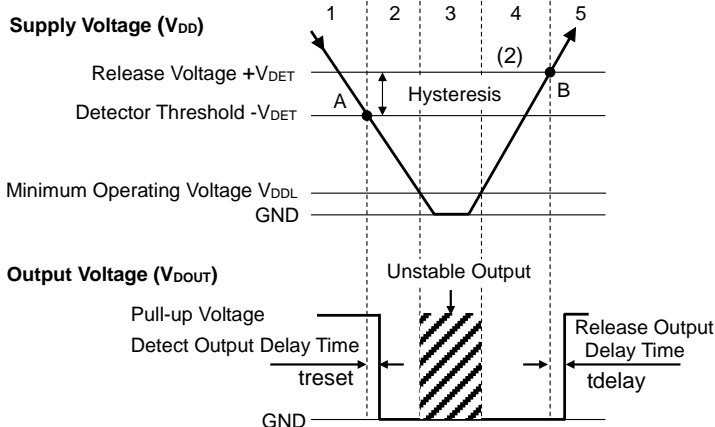 1 2 3 4 5
Supply Voltage (VDD)
(2)
Release Voltage +VDET
A
Hysteresis
B
Detector Threshold -VDET
Minimum Operating Voltage VDDL
GND
Output Voltage (VDOUT)
Unstable Output
Pull-up Voltage
Release Output
Detect Output Delay Time
Delay Time
treset
tdelay
GND